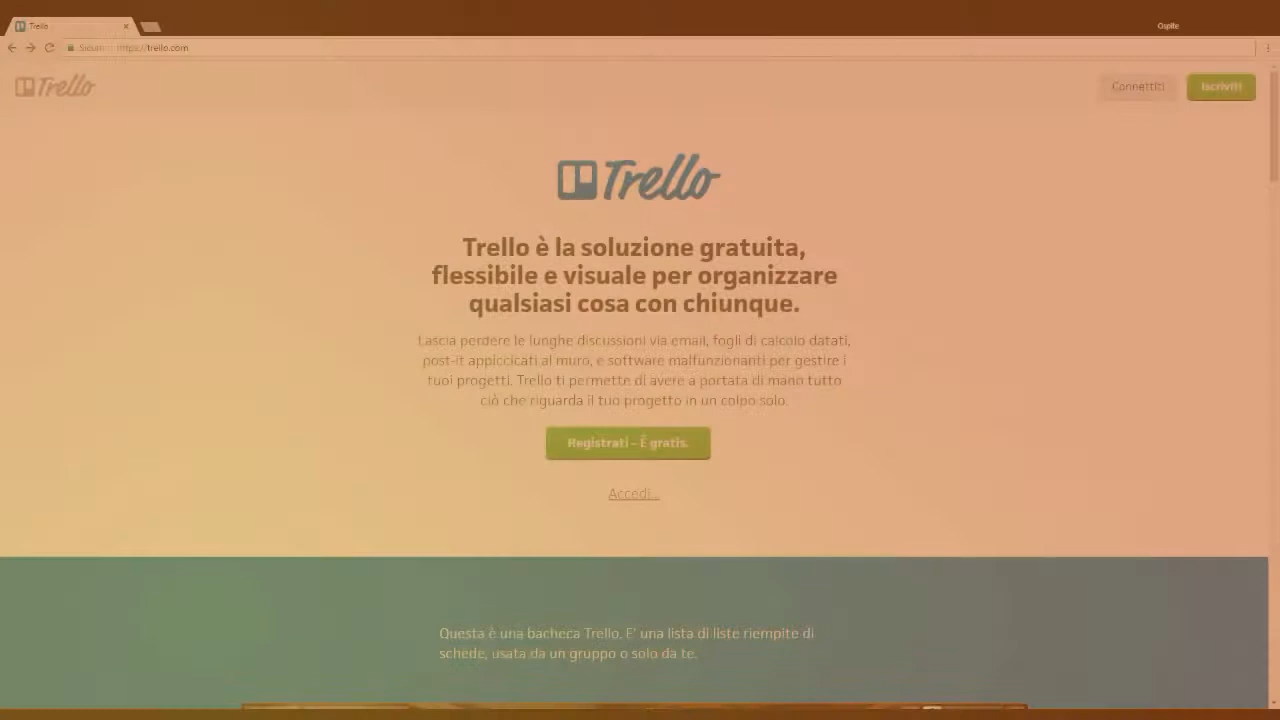 Trello
Ospite
https://trello.com
Trello
Connettiti
Iscriviti
Trello
Trello è la soluzione gratuita,
flessibile e visuale per organizzare
qualsiasi cosa con chiunque.
Lascia perdere le lunghe discussioni via email, fogli di calcolo datati,
post-it appiccicati al muro, e software malfunzionanti per gestire i
tuoi progetti. Trello ti permette di avere a portata di mano tutto
ciò che riguarda il tuo progetto in un colpo solo.
Registrati – È gratis.
Accedi...
Questa è una bacheca Trello. E' una lista di liste riempite di
schede, usata da un gruppo o solo da te.